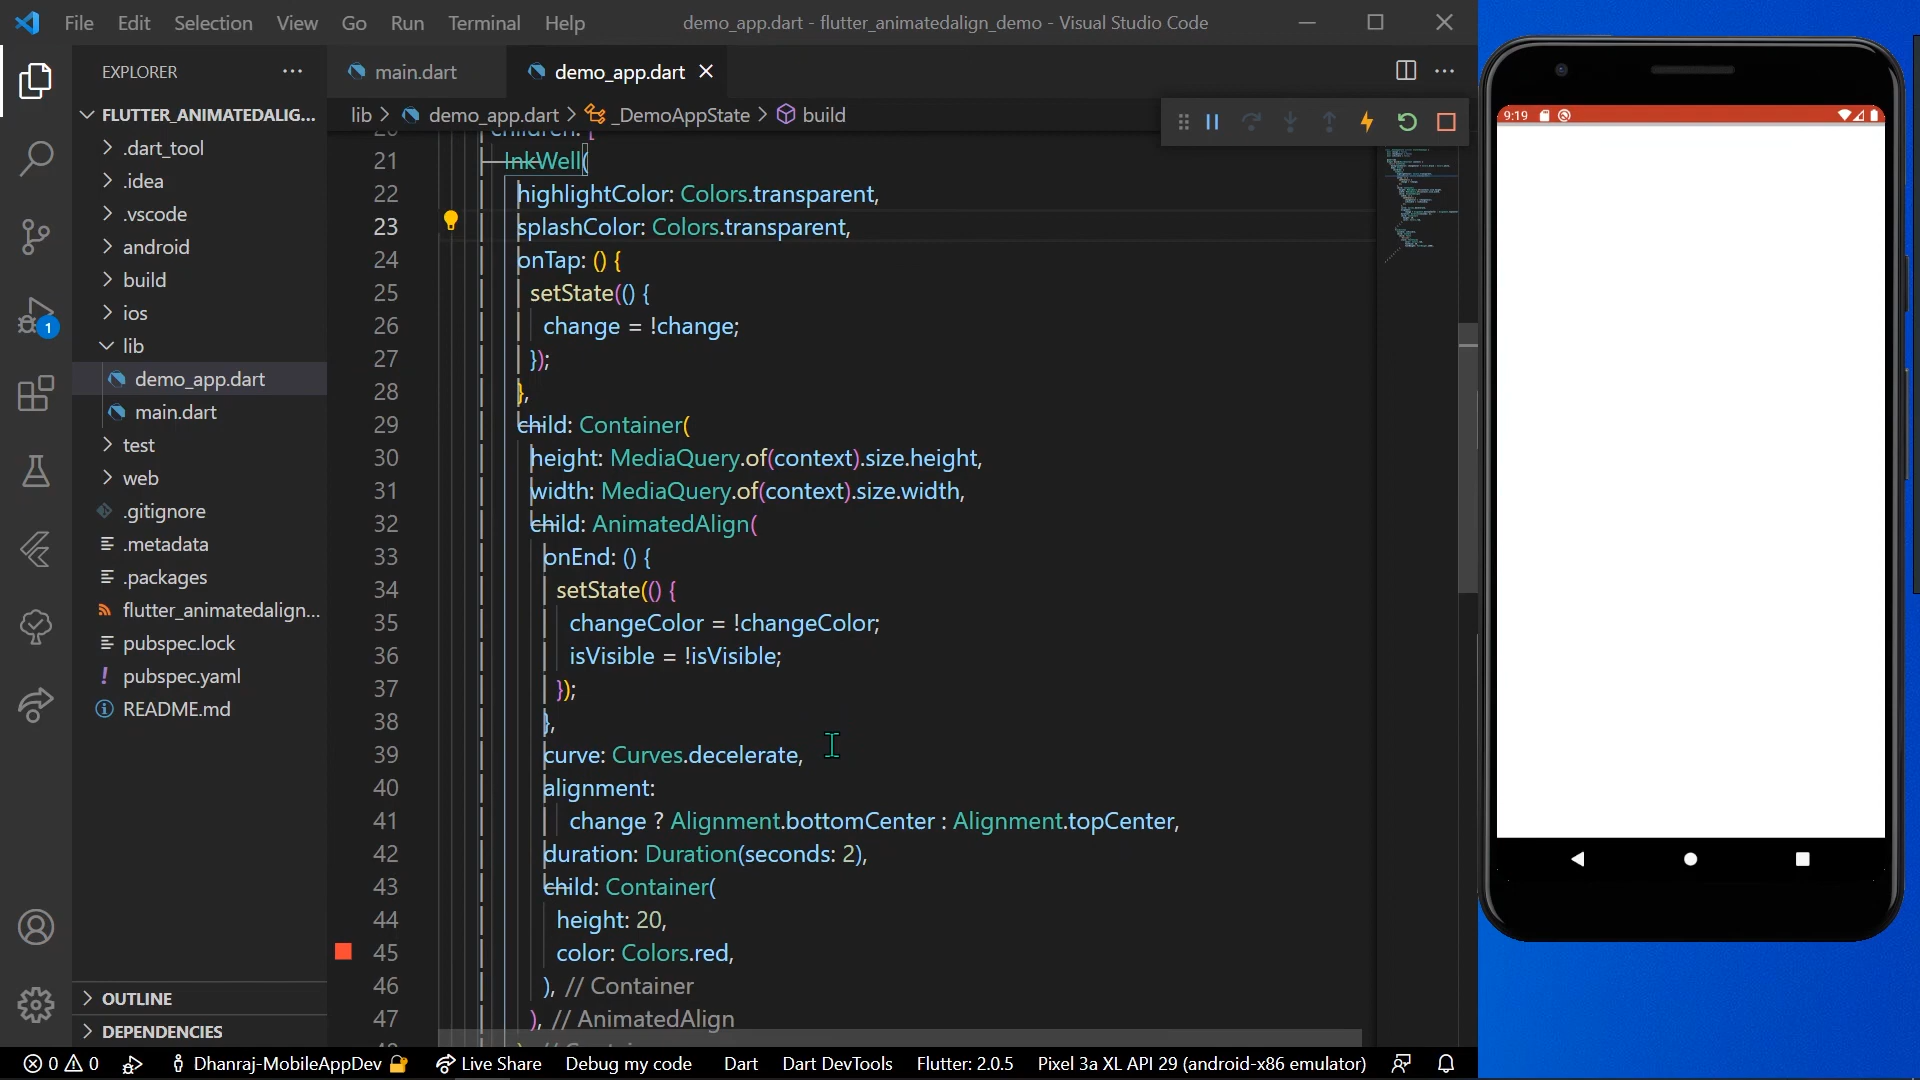 File Edit Selection View Go Run Terminal Help
demo_app.dart - flutter_animatedalign_demo - Visual Studio Code
EXPLORER
FLUTTER_ANIMATEDALIG...
.dart_tool
.idea
.vscode
android
build
ios
lib
demo_app.dart
main.dart
test
web
.gitignore
.metadata
.packages
flutter_animatedalign...
pubspec.lock
pubspec.yaml
README.md
OUTLINE
DEPENDENCIES
1
main.dart demo_app.dart
lib > demo_app.dart > _DemoAppState > build
20 children: [
21 InkWell(
22 highlightColor: Colors.transparent,
23 splashColor: Colors.transparent,
24 onTap: () {
25 setState(() {
26 change = !change;
27 });
28 },
29 child: Container(
30 height: MediaQuery.of(context).size.height,
31 width: MediaQuery.of(context).size.width,
32 child: AnimatedAlign(
33 onEnd: () {
34 setState(() {
35 changeColor = !changeColor;
36 isVisible = !isVisible;
37 });
38 },
39 curve: Curves.decelerate,
40 alignment:
41 change ? Alignment.bottomCenter : Alignment.topCenter,
42 duration: Duration(seconds: 2),
43 child: Container(
44 height: 20,
45 color: Colors.red,
46 ), // Container
47 ), // AnimatedAlign
0 0 Dhanraj-MobileAppDev Live Share Debug my code Dart Dart DevTools Flutter: 2.0.5 Pixel 3a XL API 29 (android-x86 emulator)
9:19